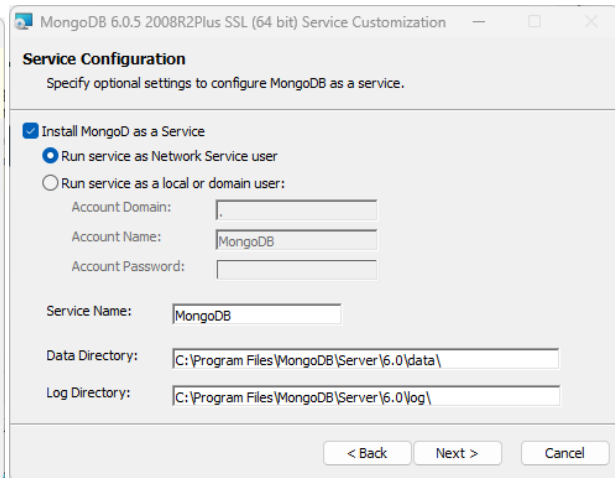 MongoDB 6.0.5 2008R2Plus SSL (64 bit) Service Customization
Service Configuration
Specify optional settings to configure MongoDB as a service.
Install MongoD as a Service
Run service as Network Service user
Run service as a local or domain user:
Account Domain: .
Account Name: MongoDB
Account Password:
Service Name: MongoDB
Data Directory: C:\Program Files\MongoDB\Server\6.0\data\
Log Directory: C:\Program Files\MongoDB\Server\6.0\log\
< Back Next > Cancel